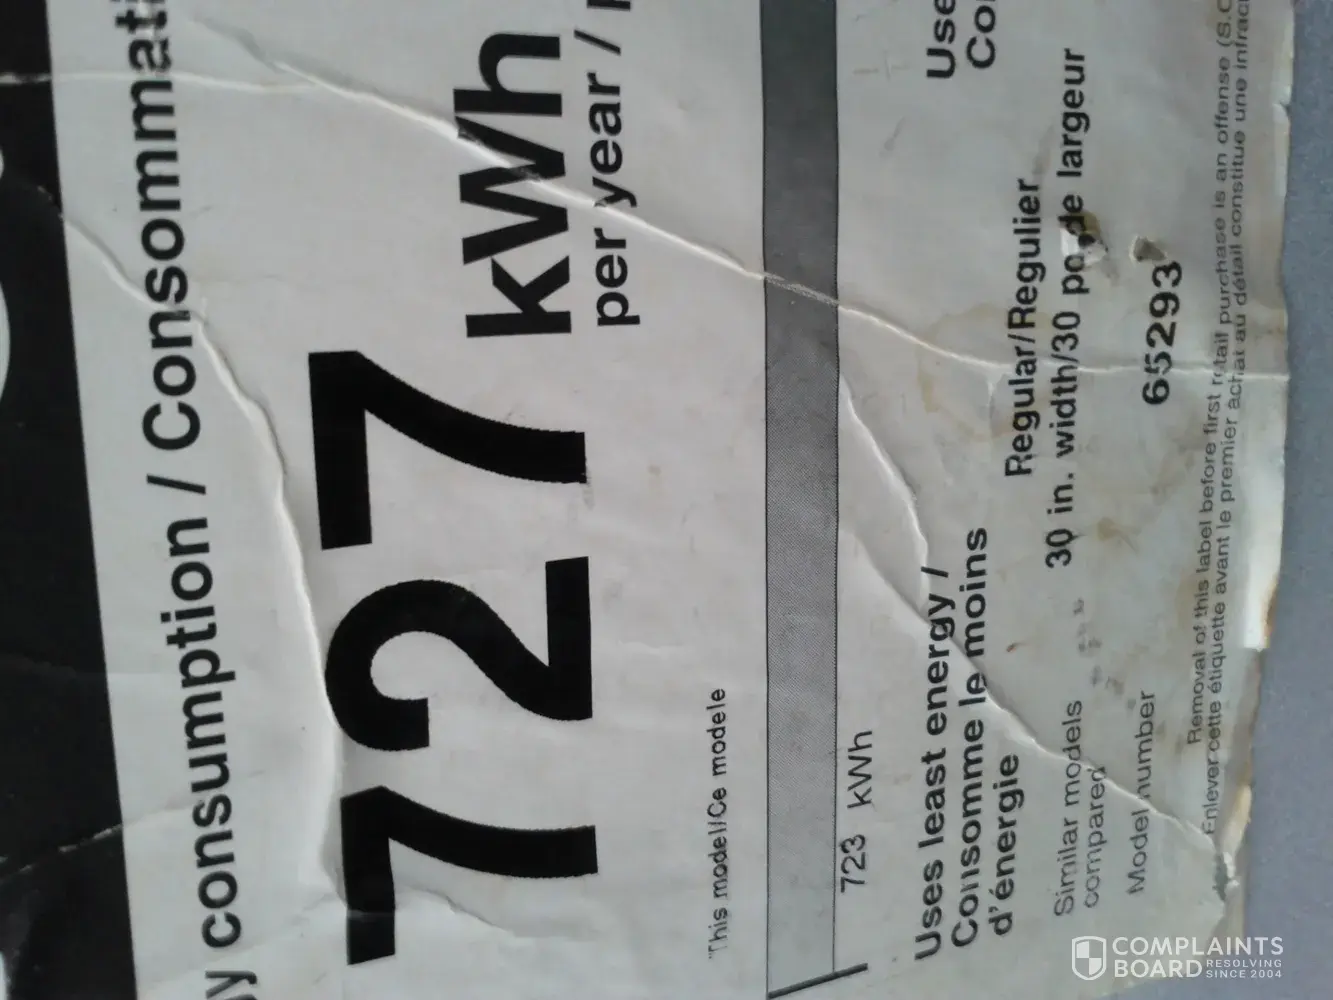 y consumption / Consommati
727 kWh
per year /
This model/Ce modele
723 kWh
Uses least energy /
Consomme le moins
d'énergie
Use
Co
Similar models
compared
Regular/Regulier
30 in. width/30 po de largeur
Model number
65293
Removal of this label before first retail purchase is an offense (S.C
Enlever cette étiquette avant le premier achat au détail constitue une infrac
COMPLAINTS
BOARD RESOLVING
SINCE 2004